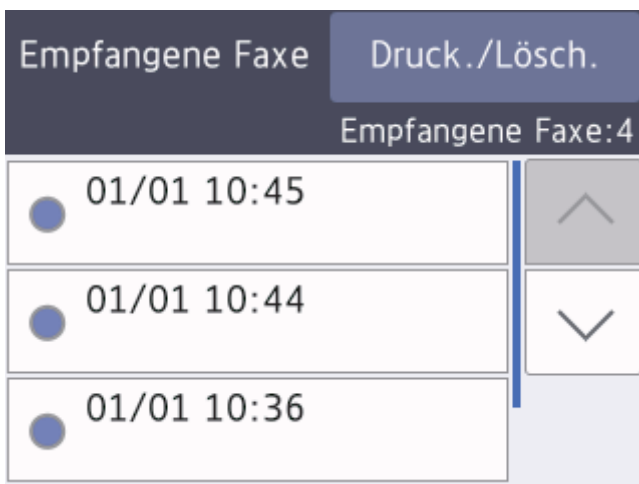 Empfangene Faxe
Druck./Lösch.
Empfangene Faxe:4
01/01 10:45
01/01 10:44
01/01 10:36